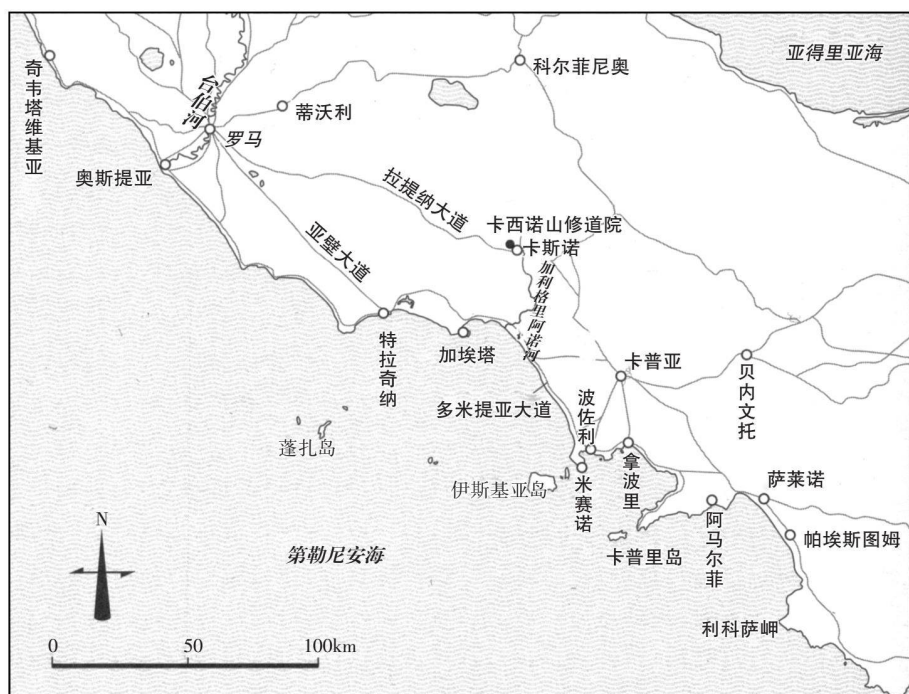 亚得里亚海
科尔菲尼奥
奇韦塔维基亚
台伯河
蒂沃利
罗马
奥斯提亚
拉提纳大道
卡西诺山修道院
卡斯诺
亚壁大道
加利格里阿诺河
特拉奇纳
加埃塔
卡普亚
贝内文托
多米提亚大道
波佐利
蓬扎岛
伊斯基亚岛
米赛诺
拿波里
萨莱诺
阿马尔菲
帕埃斯图姆
卡普里岛
第勒尼安海
利科萨岬
N
0 50 100km